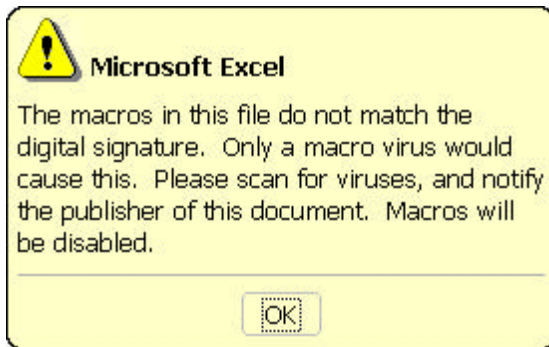 Microsoft Excel
The macros in this file do not match the
digital signature.  Only a macro virus would
cause this.  Please scan for viruses, and notify
the publisher of this document.  Macros will
be disabled.
OK